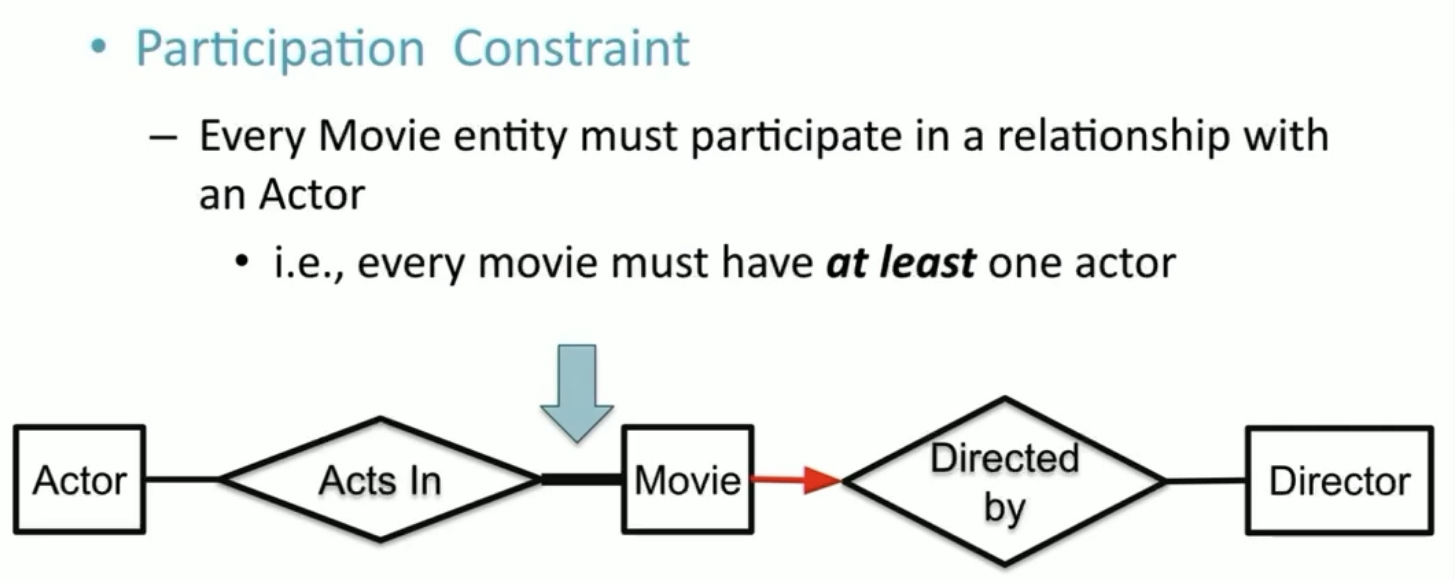 • Participation Constraint
– Every Movie entity must participate in a relationship with
an Actor
• i.e., every movie must have at least one actor
Actor
Acts In
Movie
Directed
by
Director